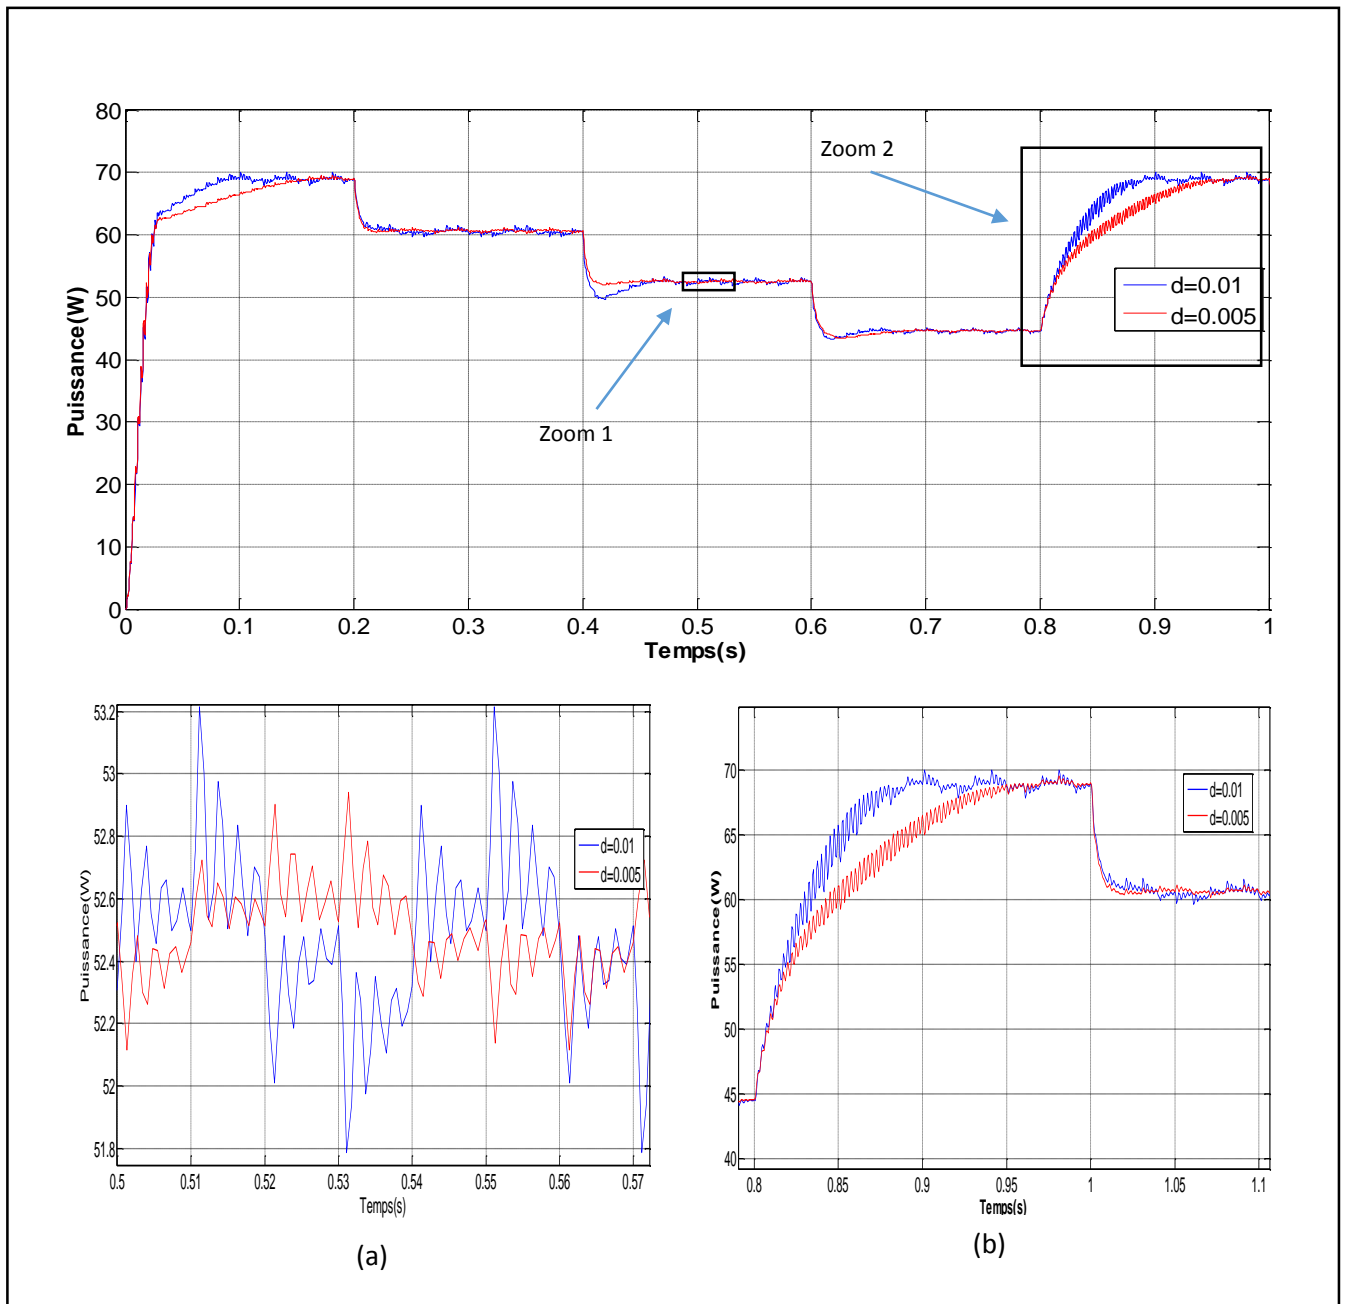 80
70
60
50
40
30
20
10
0
Puissance(W)
0 0.1 0.2 0.3 0.4 0.5 0.6 0.7 0.8 0.9 1
Temps(s)
Zoom 2
Zoom 1
d=0.01
d=0.005
53.2
53
52.8
52.6
52.4
52.2
52
51.8
Puissance(W)
0.5 0.51 0.52 0.53 0.54 0.55 0.56 0.57
Temps(s)
d=0.01
d=0.005
(a)
70
65
60
55
50
45
40
Puissance(W)
0.8 0.85 0.9 0.95 1 1.05 1.1
Temps(s)
d=0.01
d=0.005
(b)